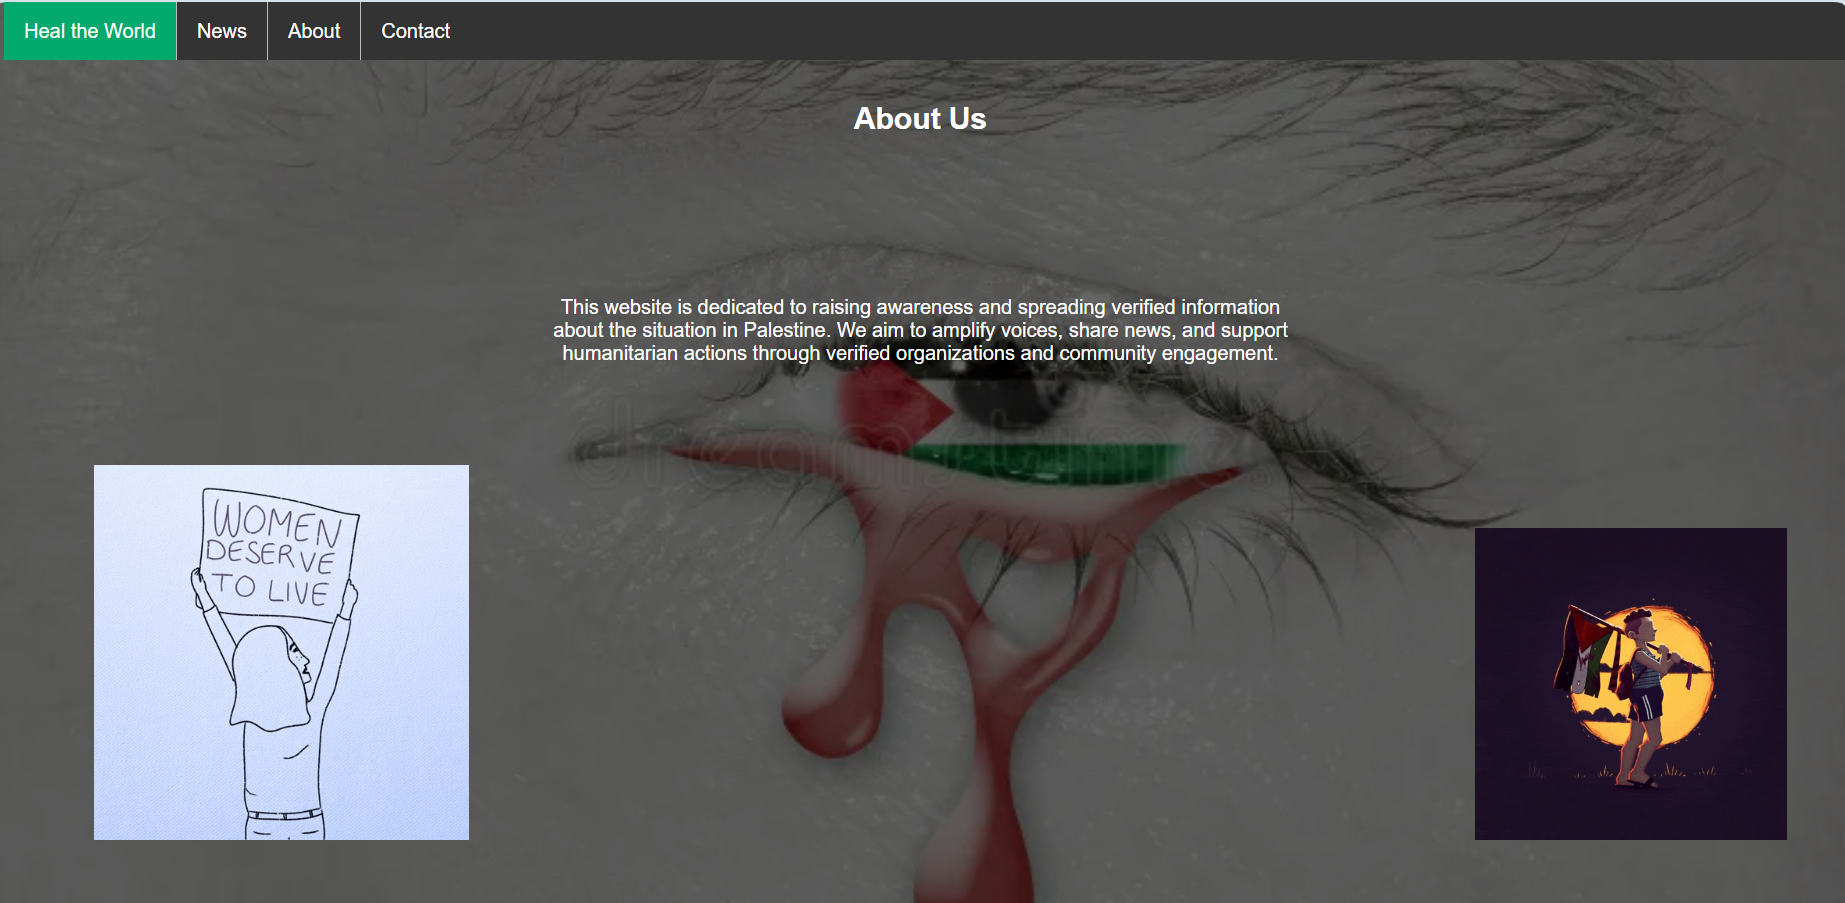 Heal the World
News
About
Contact
About Us
This website is dedicated to raising awareness and spreading verified information
about the situation in Palestine. We aim to amplify voices, share news, and support
humanitarian actions through verified organizations and community engagement.
dreamstime
WOMEN
DESERVE
TO LIVE